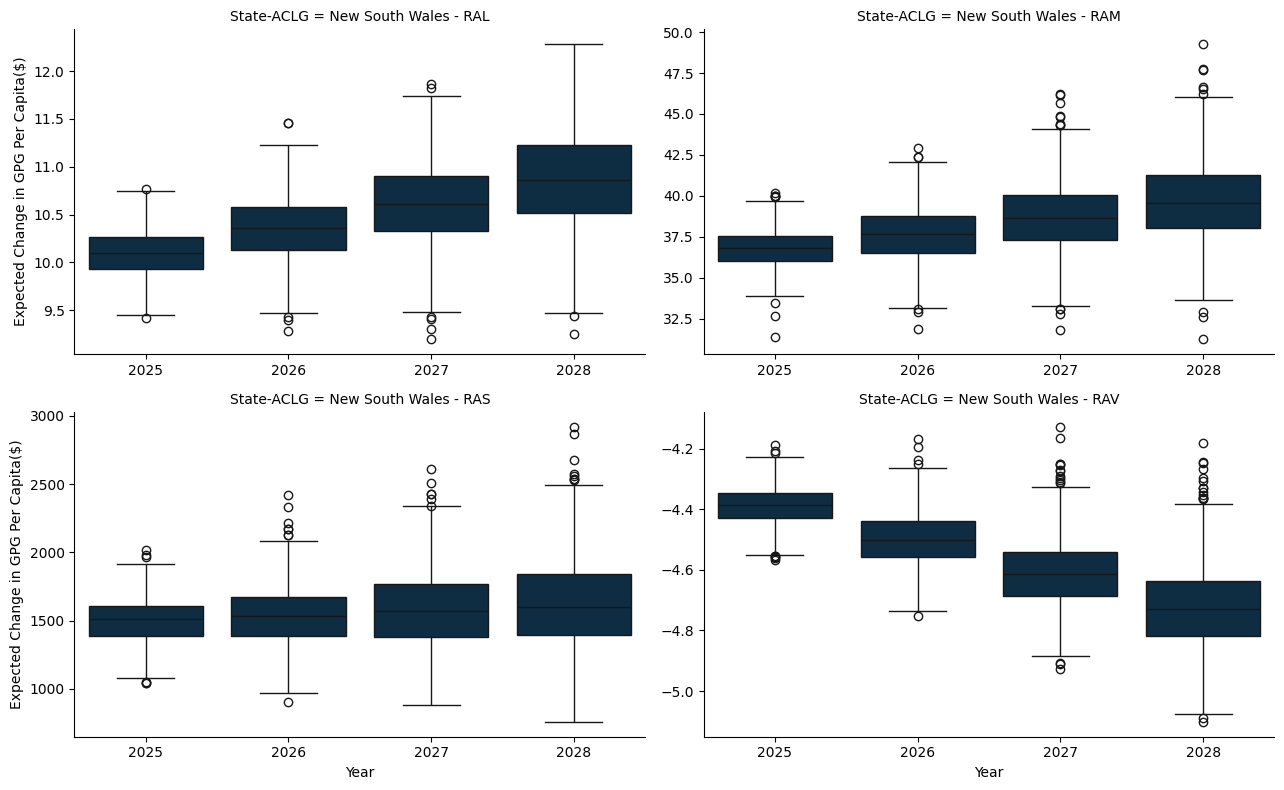 State-ACLG = New South Wales - RAL
Expected Change in GPG Per Capita($)
12.0
11.5
11.0
10.5
10.0
9.5
2025 2026 2027 2028
State-ACLG = New South Wales - RAM
50.0
47.5
45.0
42.5
40.0
37.5
35.0
32.5
2025 2026 2027 2028
State-ACLG = New South Wales - RAS
Expected Change in GPG Per Capita($)
3000
2500
2000
1500
1000
2025 2026 2027 2028
Year
State-ACLG = New South Wales - RAV
−4.2
−4.4
−4.6
−4.8
−5.0
2025 2026 2027 2028
Year